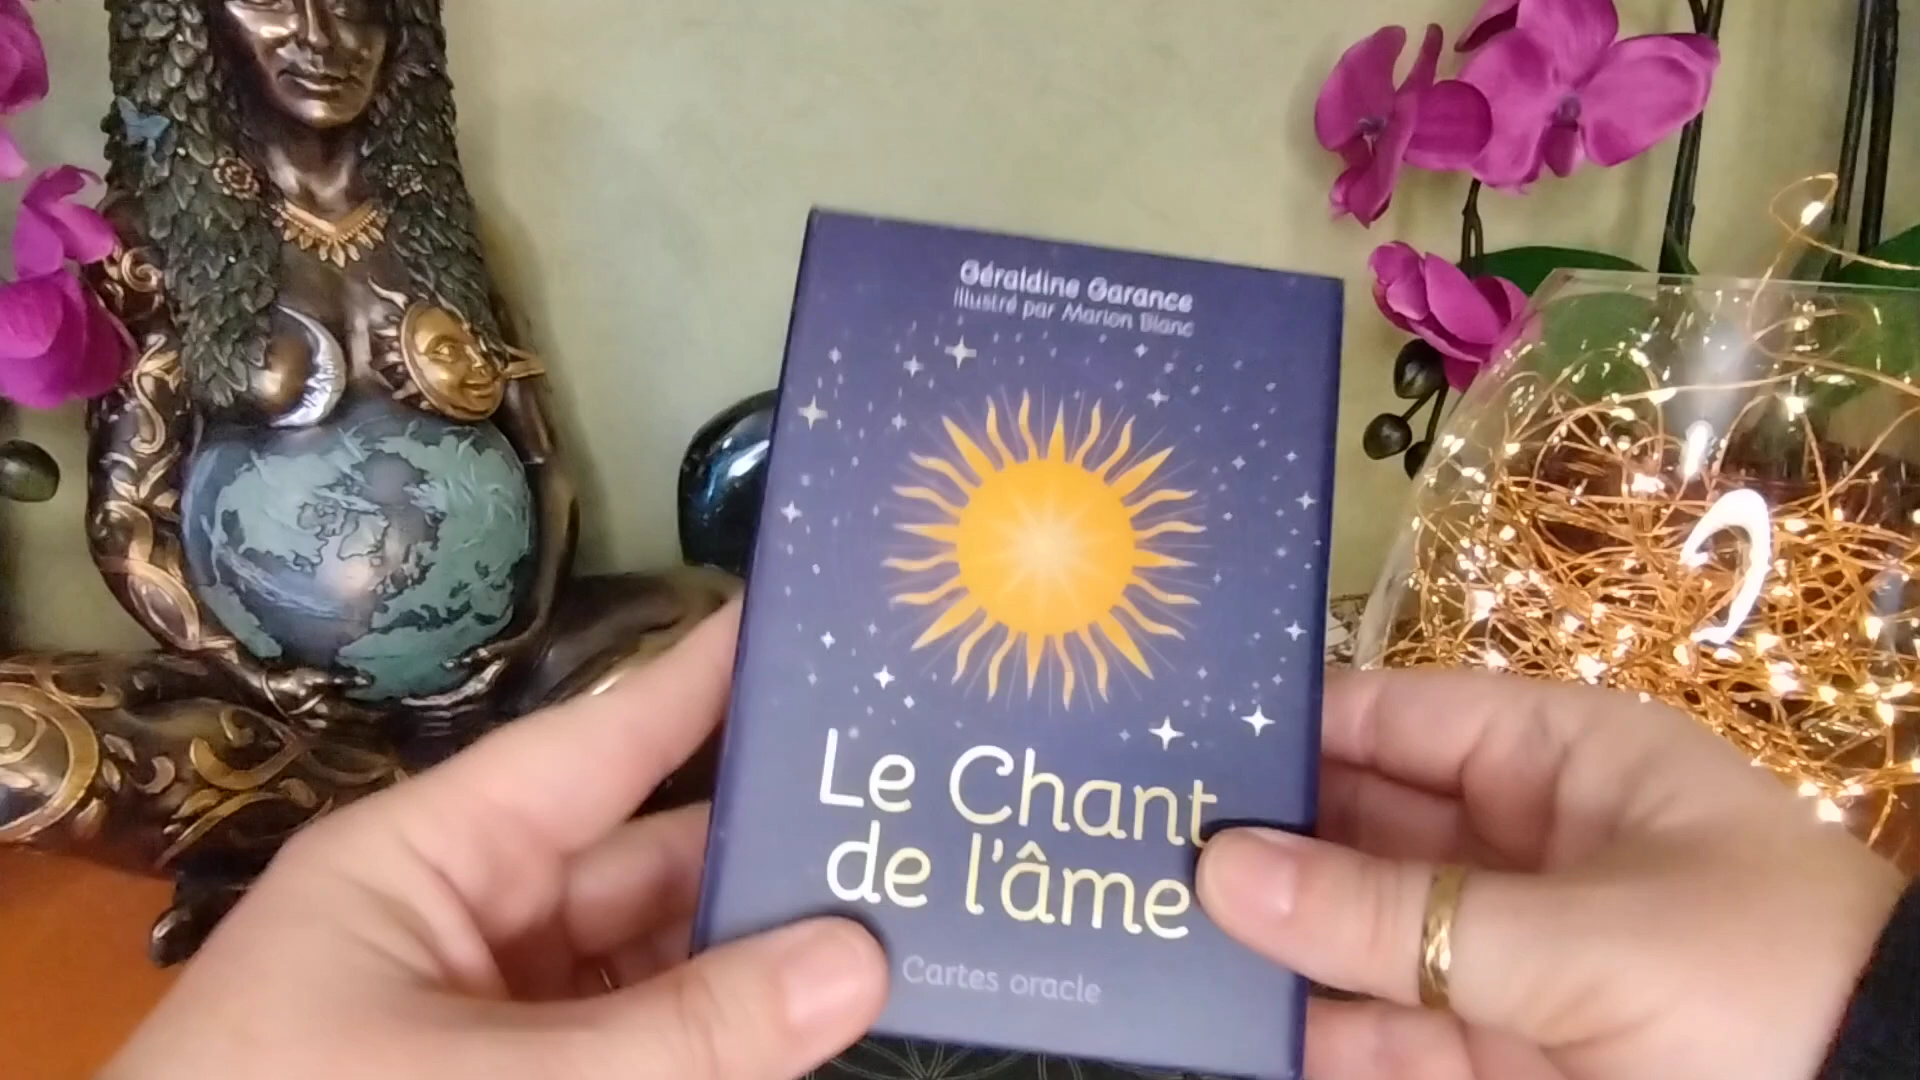 Géraldine Garance
illustré par Marion Blanc
Le Chant
de l'âme
Cartes oracle